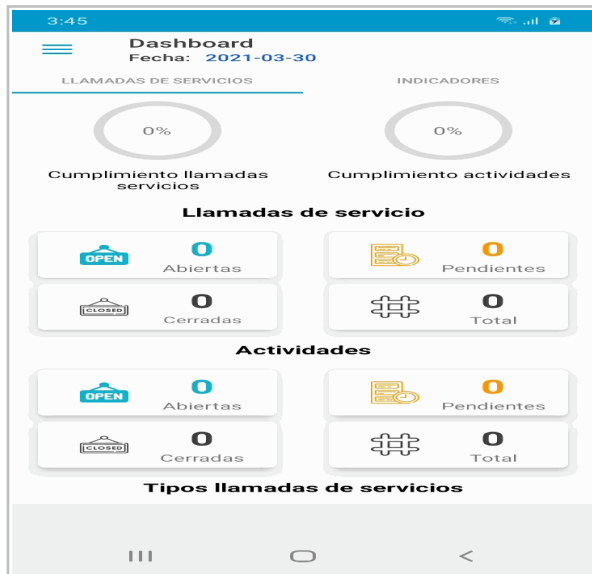 3:45
Dashboard
Fecha: 2021-03-30
LLAMADAS DE SERVICIOS
INDICADORES
0%
0%
Cumplimiento llamadas
servicios
Cumplimiento actividades
Llamadas de servicio
OPEN
0
Abiertas
0
Pendientes
CLOSED
0
Cerradas
0
Total
Actividades
OPEN
0
Abiertas
0
Pendientes
CLOSED
0
Cerradas
0
Total
Tipos llamadas de servicios